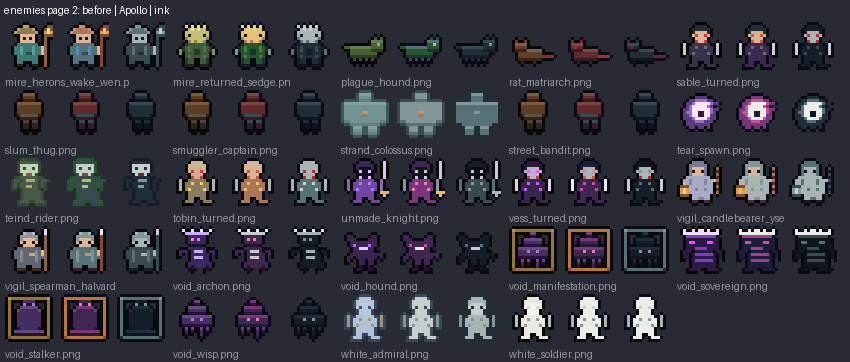 enemies page 2: before | Apollo | ink
mire_herons_wake_wen.p
mire_returned_sedge.pn
plague_hound.png
rat_matriarch.png
sable_turned.png
slum_thug.png
smuggler_captain.png
strand_colossus.png
street_bandit.png
tear_spawn.png
teind_rider.png
tobin_turned.png
unmade_knight.png
vess_turned.png
vigil_candlebearer_yse
vigil_spearman_halvard
void_archon.png
void_hound.png
void_manifestation.png
void_sovereign.png
void_stalker.png
void_wisp.png
white_admiral.png
white_soldier.png